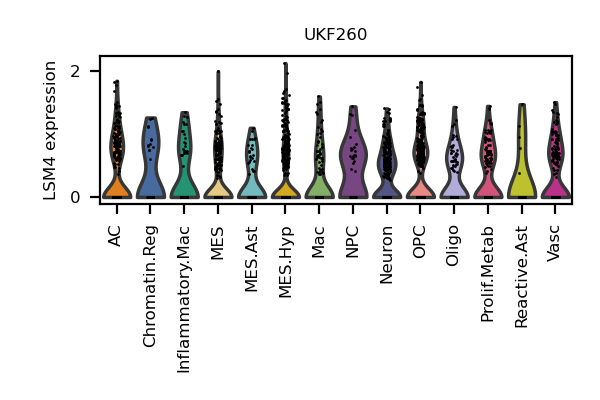 UKF260
LSM4 expression
2
0
AC
Chromatin.Reg
Inflammatory.Mac
MES
MES.Ast
MES.Hyp
Mac
NPC
Neuron
OPC
Oligo
Prolif.Metab
Reactive.Ast
Vasc